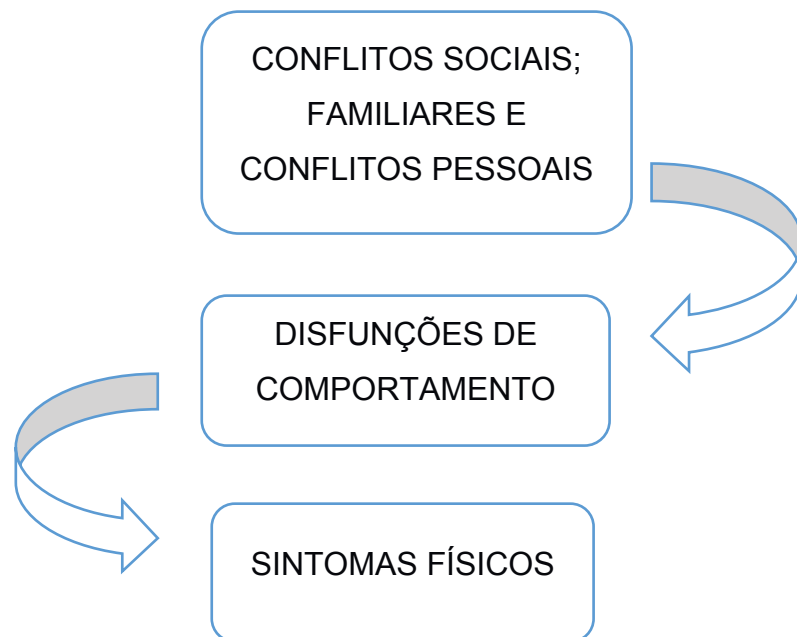 CONFLITOS SOCIAIS;
FAMILIARES E
CONFLITOS PESSOAIS
DISFUNÇÕES DE
COMPORTAMENTO
SINTOMAS FÍSICOS